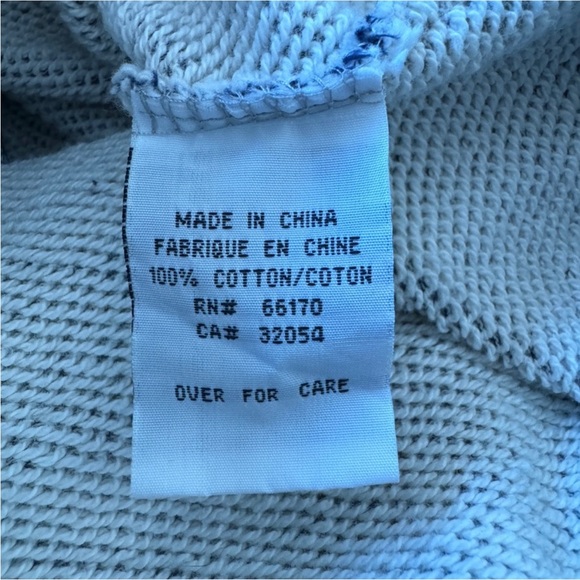 MADE IN CHINA
FABRIQUE EN CHINE
100% COTTON/COTON
RN# 66170
CA# 32054
OVER FOR CARE